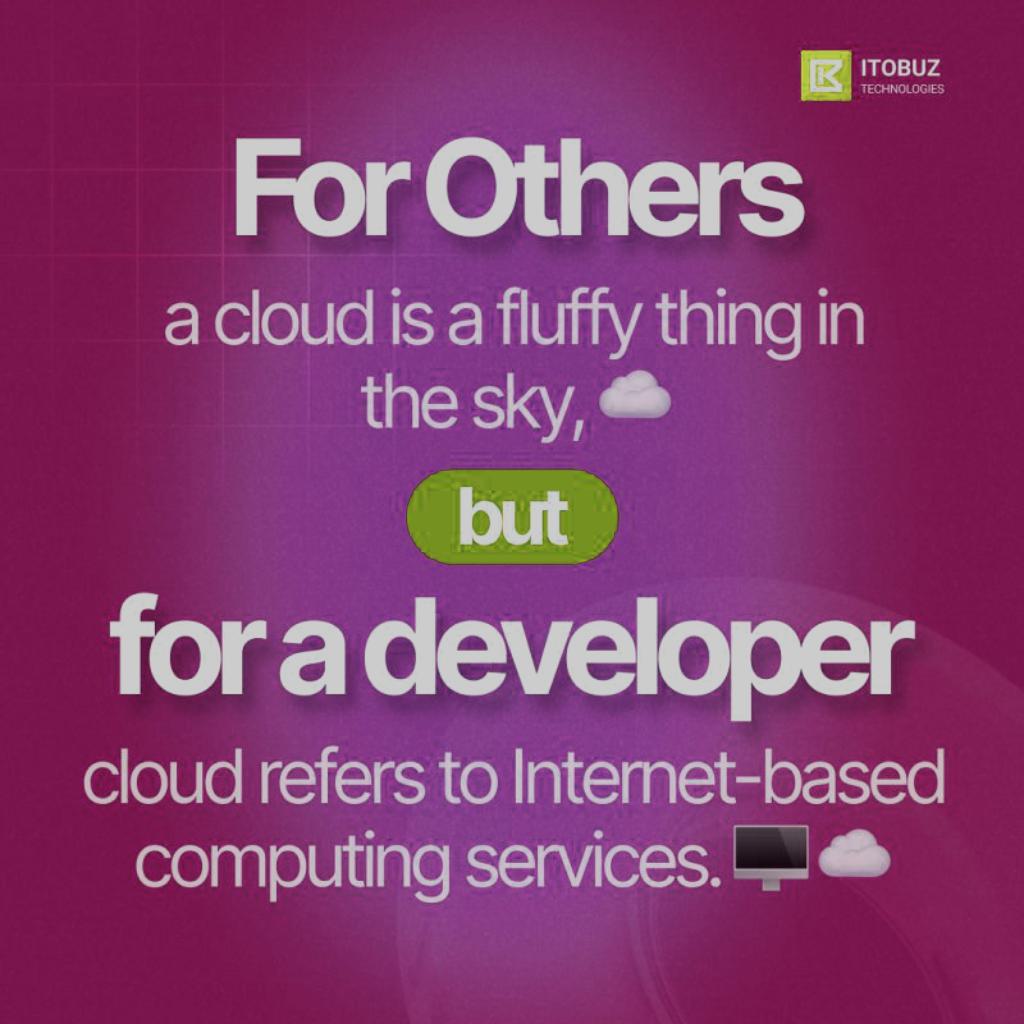 ITOBUZ
TECHNOLOGIES
For Others
a cloud is a fluffy thing in
the sky, ☁️
but
for a developer
cloud refers to Internet-based
computing services. 🖥️☁️